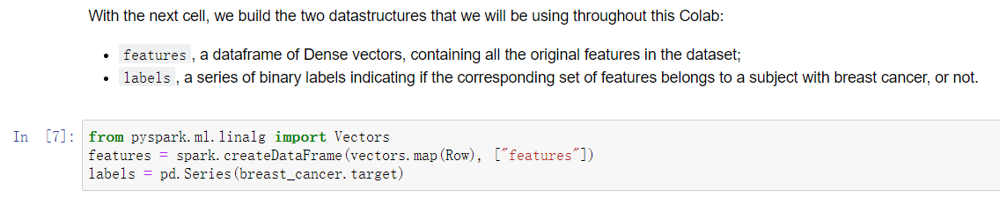 With the next cell, we build the two datastructures that we will be using throughout this Colab:
• features , a dataframe of Dense vectors, containing all the original features in the dataset;
• labels , a series of binary labels indicating if the corresponding set of features belongs to a subject with breast cancer, or not.
In [7]: from pyspark.ml.linalg import Vectors
features = spark.createDataFrame(vectors.map(Row), ["features"])
labels = pd.Series(breast_cancer.target)